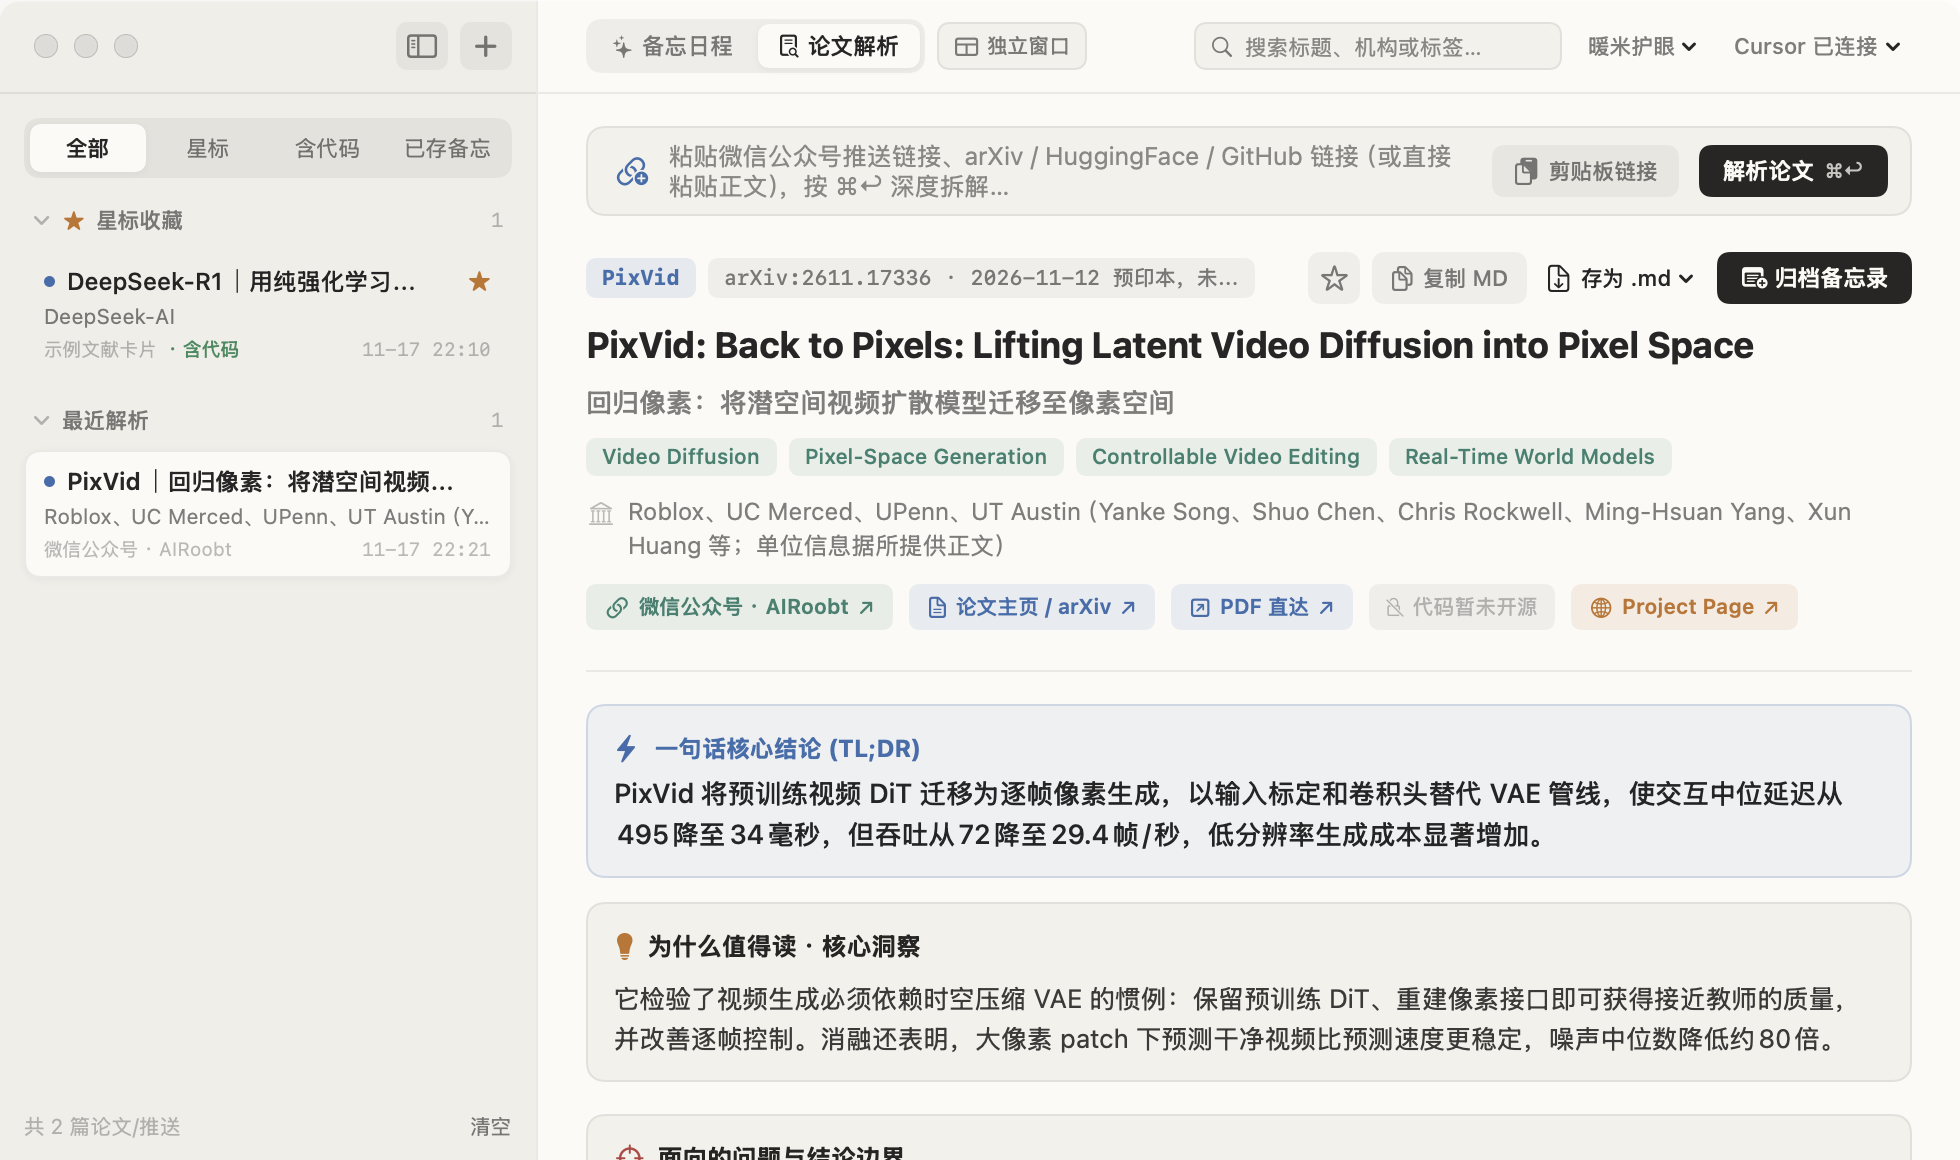 备忘日程
论文解析
独立窗口
搜索标题、机构或标签...
暖米护眼
Cursor 已连接
全部
星标
含代码
已存备忘
星标收藏
1
DeepSeek-R1｜用纯强化学习...
DeepSeek-AI
示例文献卡片 · 含代码
11-17 22:10
最近解析
1
PixVid｜回归像素：将潜空间视频...
Roblox、UC Merced、UPenn、UT Austin (Y...
微信公众号 · AIRoobt
11-17 22:21
共 2 篇论文/推送
清空
粘贴微信公众号推送链接、arXiv / HuggingFace / GitHub 链接 (或直接
粘贴正文)，按 ⌘↩ 深度拆解...
剪贴板链接
解析论文 ⌘↩
PixVid
arXiv:2611.17336 · 2026-11-12 预印本，未...
复制 MD
存为 .md
归档备忘录
PixVid: Back to Pixels: Lifting Latent Video Diffusion into Pixel Space
回归像素：将潜空间视频扩散模型迁移至像素空间
Video Diffusion
Pixel-Space Generation
Controllable Video Editing
Real-Time World Models
Roblox、UC Merced、UPenn、UT Austin (Yanke Song、Shuo Chen、Chris Rockwell、Ming-Hsuan Yang、Xun
Huang 等；单位信息据所提供正文)
微信公众号 · AIRoobt ↗
论文主页 / arXiv ↗
PDF 直达 ↗
代码暂未开源
Project Page ↗
一句话核心结论 (TL;DR)
PixVid 将预训练视频 DiT 迁移为逐帧像素生成，以输入标定和卷积头替代 VAE 管线，使交互中位延迟从
495降至34毫秒，但吞吐从72降至29.4帧/秒，低分辨率生成成本显著增加。
为什么值得读 · 核心洞察
它检验了视频生成必须依赖时空压缩 VAE 的惯例：保留预训练 DiT、重建像素接口即可获得接近教师的质量，
并改善逐帧控制。消融还表明，大像素 patch 下预测干净视频比预测速度更稳定，噪声中位数降低约80倍。
面向的问题与结论边界